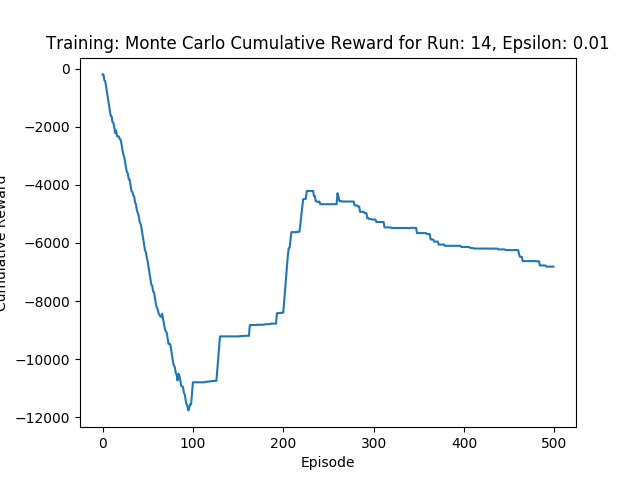 Training: Monte Carlo Cumulative Reward for Run: 14, Epsilon: 0.01
Cumulative Reward
0
−2000
−4000
−6000
−8000
−10000
−12000
0 100 200 300 400 500
Episode